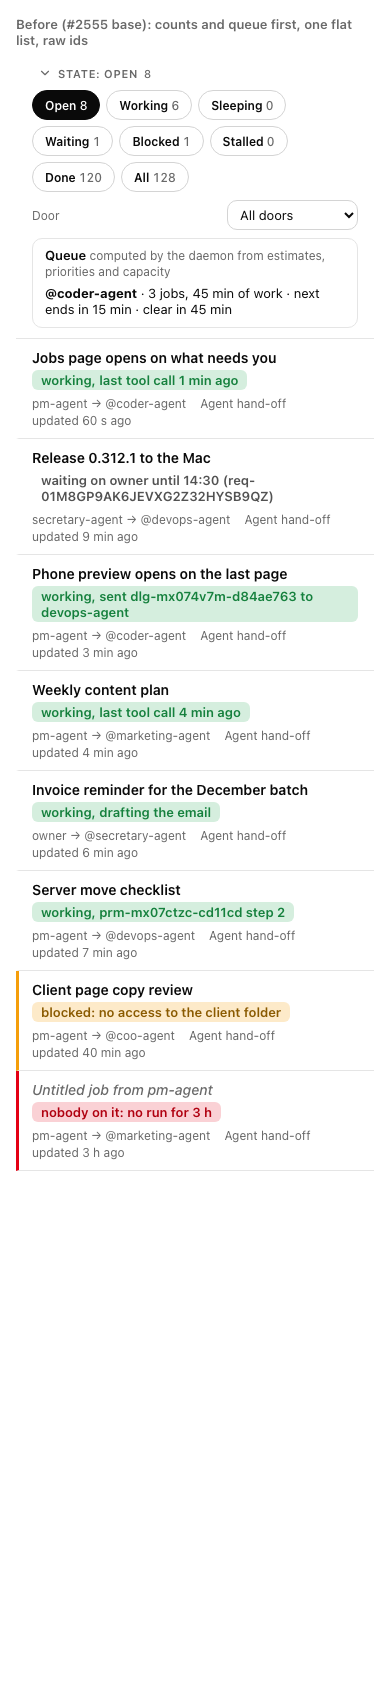 Before (#2555 base): counts and queue first, one flat
list, raw ids
STATE: OPEN 8
Open 8 Working 6 Sleeping 0
Waiting 1 Blocked 1 Stalled 0
Done 120 All 128
Door All doors
Queue computed by the daemon from estimates,
priorities and capacity
@coder-agent · 3 jobs, 45 min of work · next
ends in 15 min · clear in 45 min
Jobs page opens on what needs you
working, last tool call 1 min ago
pm-agent → @coder-agent Agent hand-off
updated 60 s ago
Release 0.312.1 to the Mac
waiting on owner until 14:30 (req-
01M8GP9AK6JEVXG2Z32HYSB9QZ)
secretary-agent → @devops-agent Agent hand-off
updated 9 min ago
Phone preview opens on the last page
working, sent dlg-mx074v7m-d84ae763 to
devops-agent
pm-agent → @coder-agent Agent hand-off
updated 3 min ago
Weekly content plan
working, last tool call 4 min ago
pm-agent → @marketing-agent Agent hand-off
updated 4 min ago
Invoice reminder for the December batch
working, drafting the email
owner → @secretary-agent Agent hand-off
updated 6 min ago
Server move checklist
working, prm-mx07ctzc-cd11cd step 2
pm-agent → @devops-agent Agent hand-off
updated 7 min ago
Client page copy review
blocked: no access to the client folder
pm-agent → @coo-agent Agent hand-off
updated 40 min ago
Untitled job from pm-agent
nobody on it: no run for 3 h
pm-agent → @marketing-agent Agent hand-off
updated 3 h ago